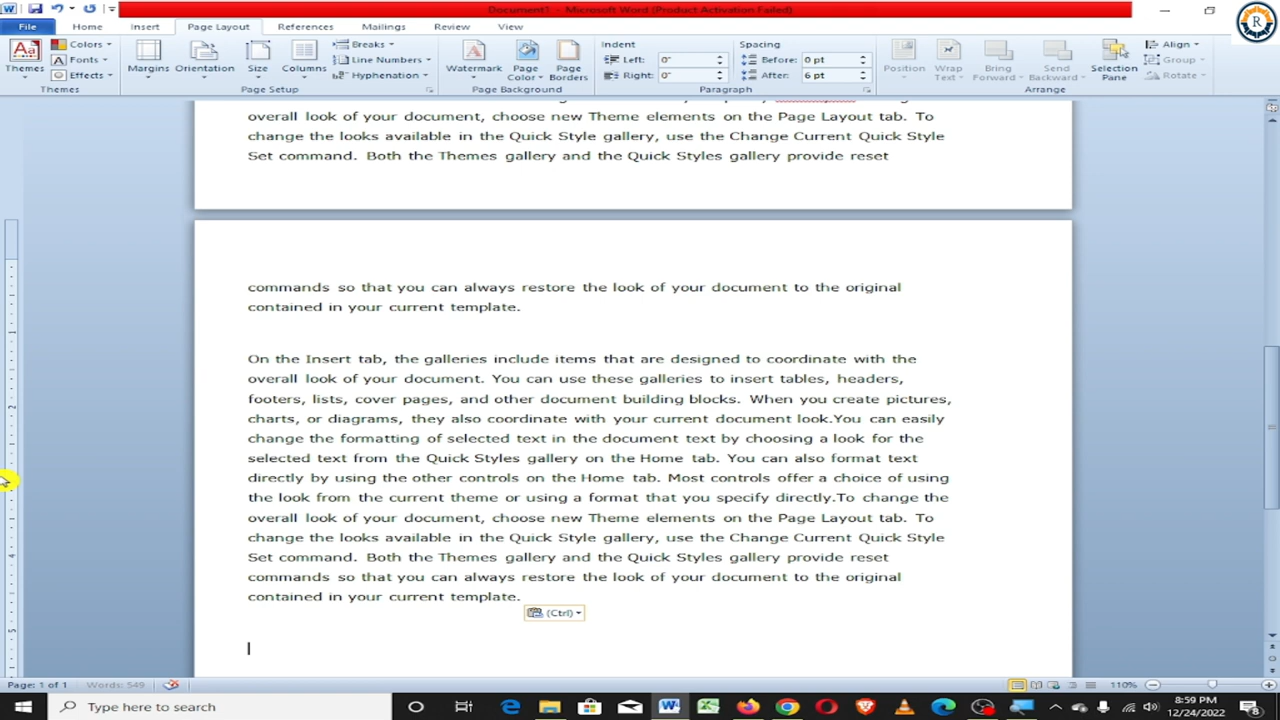 Document1 - Microsoft Word (Product Activation Failed)
File Home Insert Page Layout References Mailings Review View
Themes Colors Fonts Effects Margins Orientation Size Columns Breaks Line Numbers Hyphenation Watermark Page Color Page Borders Indent Left: 0" Right: 0" Spacing Before: 0 pt After: 6 pt Position Wrap Text Bring Forward Send Backward Selection Pane Align Group Rotate
Themes Page Setup Page Background Paragraph Arrange
overall look of your document, choose new Theme elements on the Page Layout tab. To
change the looks available in the Quick Style gallery, use the Change Current Quick Style
Set command. Both the Themes gallery and the Quick Styles gallery provide reset
commands so that you can always restore the look of your document to the original
contained in your current template.
On the Insert tab, the galleries include items that are designed to coordinate with the
overall look of your document. You can use these galleries to insert tables, headers,
footers, lists, cover pages, and other document building blocks. When you create pictures,
charts, or diagrams, they also coordinate with your current document look.You can easily
change the formatting of selected text in the document text by choosing a look for the
selected text from the Quick Styles gallery on the Home tab. You can also format text
directly by using the other controls on the Home tab. Most controls offer a choice of using
the look from the current theme or using a format that you specify directly.To change the
overall look of your document, choose new Theme elements on the Page Layout tab. To
change the looks available in the Quick Style gallery, use the Change Current Quick Style
Set command. Both the Themes gallery and the Quick Styles gallery provide reset
commands so that you can always restore the look of your document to the original
contained in your current template.
(Ctrl)
Page: 1 of 1 Words: 549 110%
Type here to search 8:59 PM
12/24/2022